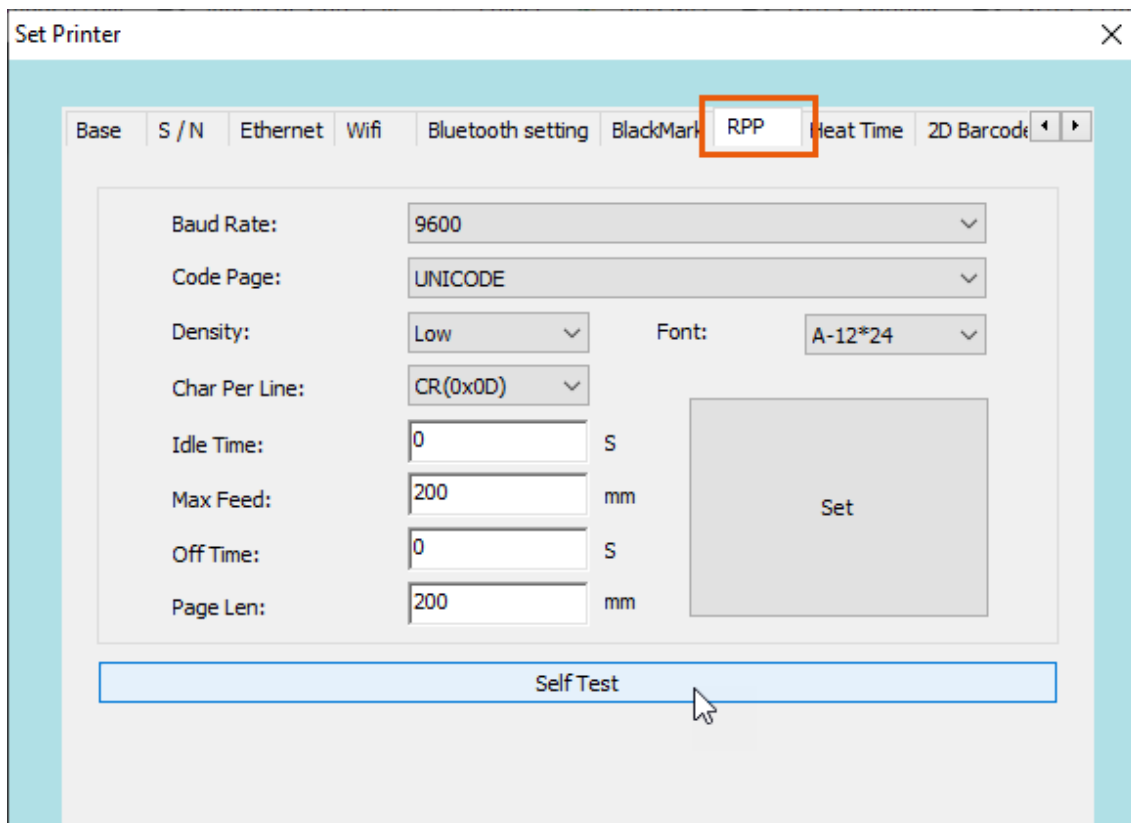 Set Printer
Base S / N Ethernet Wifi Bluetooth setting BlackMark RPP Heat Time 2D Barcode
Baud Rate: 9600
Code Page: UNICODE
Density: Low Font: A-12*24
Char Per Line: CR(0x0D)
Idle Time: 0 S
Max Feed: 200 mm
Set
Off Time: 0 S
Page Len: 200 mm
Self Test